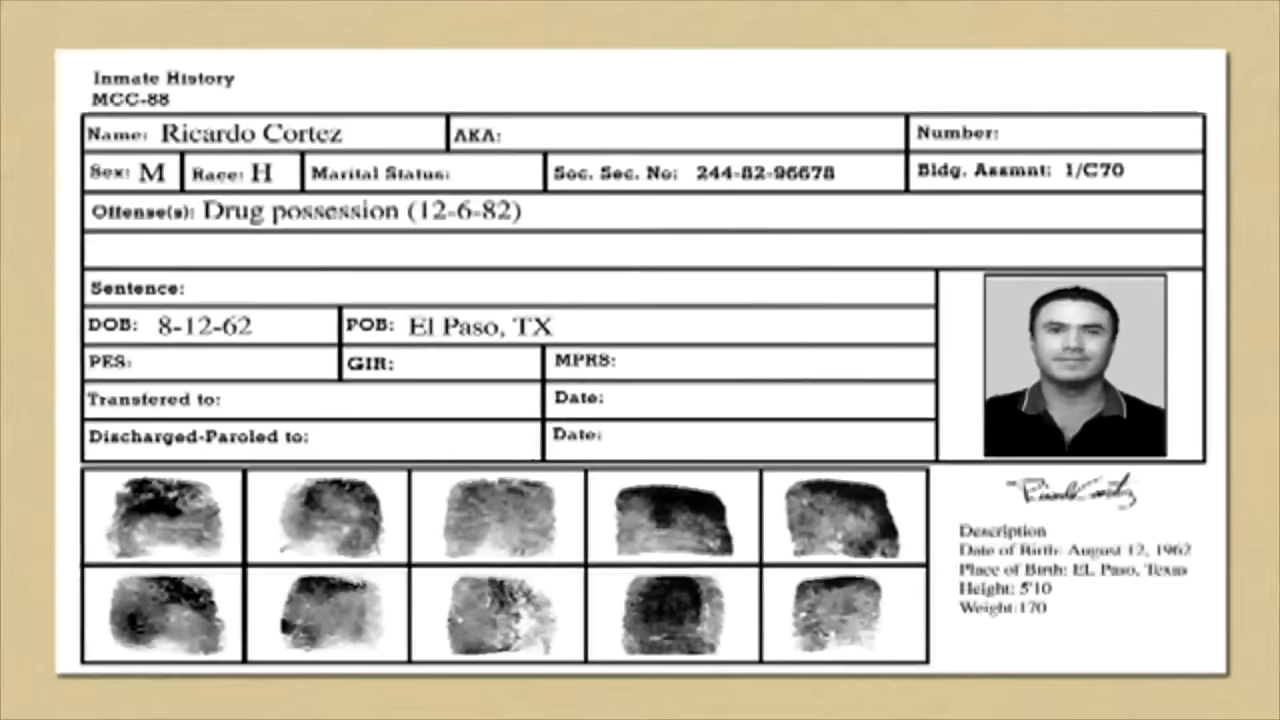 Inmate History
MCC-88
Name: Ricardo Cortez AKA: Number:
Sex: M Race: H Marital Status: Soc. Sec. No: 244-82-96678 Bldg. Assmnt: 1/C70
Offense(s): Drug possession (12-6-82)
Sentence:
DOB: 8-12-62 POB: El Paso, TX
PES: GIR: MPRS:
Transfered to: Date:
Discharged-Paroled to: Date:
Ricardo Cortez
Description
Date of Birth: August 12, 1962
Place of Birth: EL Paso, Texas
Height: 5'10
Weight:170